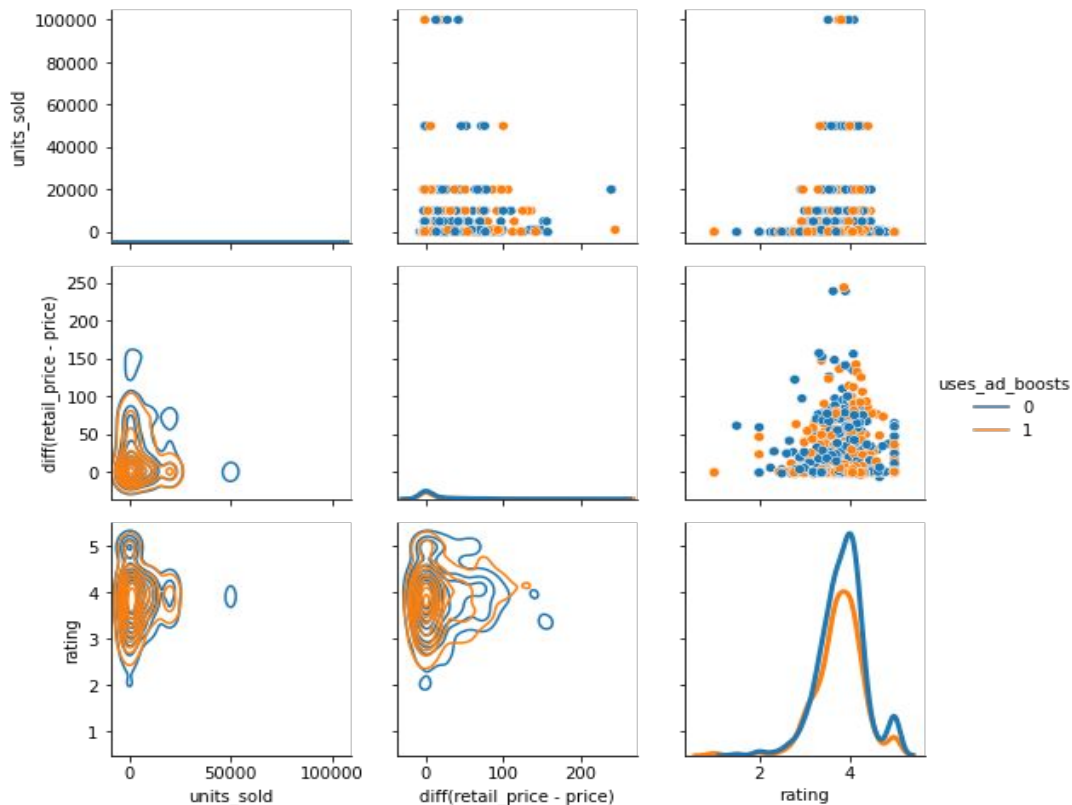 100000
80000
60000
40000
20000
0
units_sold
250
200
150
100
50
0
diff(retail_price - price)
uses_ad_boosts
0
1
5
4
3
2
1
rating
0 50000 100000
units_sold
0 100 200
diff(retail_price - price)
2 4
rating